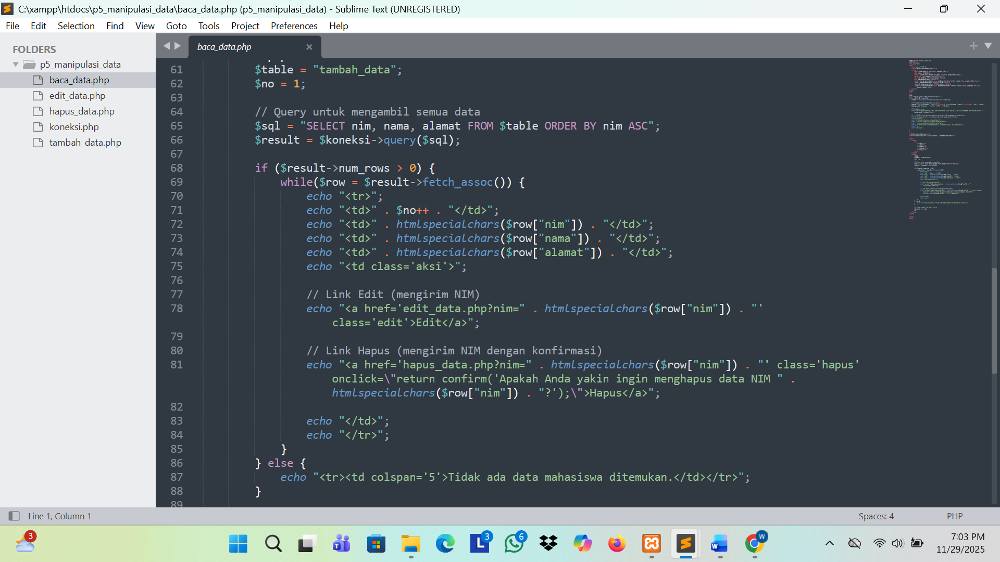 C:\xampp\htdocs\p5_manipulasi_data\baca_data.php (p5_manipulasi_data) - Sublime Text (UNREGISTERED)
File Edit Selection Find View Goto Tools Project Preferences Help
FOLDERS
p5_manipulasi_data
baca_data.php
edit_data.php
hapus_data.php
koneksi.php
tambah_data.php
baca_data.php
61 $table = "tambah_data";
62 $no = 1;
63
64 // Query untuk mengambil semua data
65 $sql = "SELECT nim, nama, alamat FROM $table ORDER BY nim ASC";
66 $result = $koneksi->query($sql);
67
68 if ($result->num_rows > 0) {
69 while($row = $result->fetch_assoc()) {
70 echo "<tr>";
71 echo "<td>" . $no++ . "</td>";
72 echo "<td>" . htmlspecialchars($row["nim"]) . "</td>";
73 echo "<td>" . htmlspecialchars($row["nama"]) . "</td>";
74 echo "<td>" . htmlspecialchars($row["alamat"]) . "</td>";
75 echo "<td class='aksi'>";
76
77 // Link Edit (mengirim NIM)
78 echo "<a href='edit_data.php?nim=" . htmlspecialchars($row["nim"]) . "'
class='edit'>Edit</a>";
79
80 // Link Hapus (mengirim NIM dengan konfirmasi)
81 echo "<a href='hapus_data.php?nim=" . htmlspecialchars($row["nim"]) . "' class='hapus'
onclick=\"return confirm('Apakah Anda yakin ingin menghapus data NIM " .
htmlspecialchars($row["nim"]) . "?');\">Hapus</a>";
82
83 echo "</td>";
84 echo "</tr>";
85 }
86 } else {
87 echo "<tr><td colspan='5'>Tidak ada data mahasiswa ditemukan.</td></tr>";
88 }
89
Line 1, Column 1
Spaces: 4
PHP
3
3
6
W
7:03 PM
11/29/2025